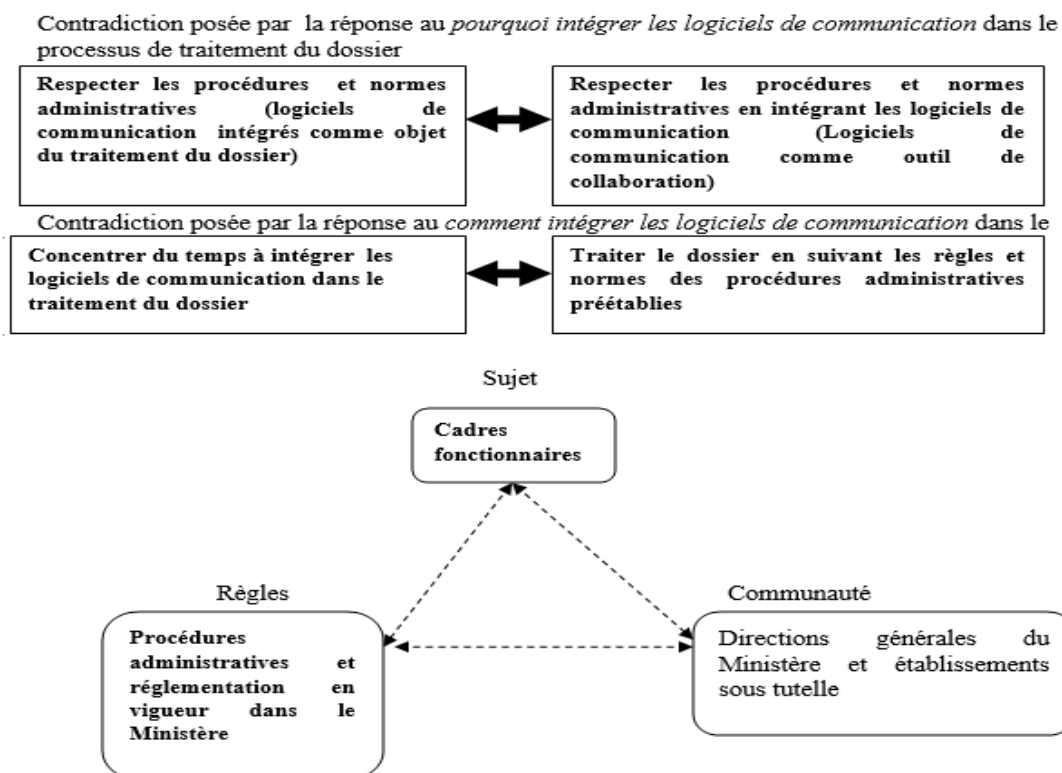 Contradiction posée par la réponse au pourquoi intégrer les logiciels de communication dans le
processus de traitement du dossier
Respecter les procédures et normes
administratives (logiciels de
communication intégrés comme objet
du traitement du dossier)
Respecter les procédures et normes
administratives en intégrant les logiciels de
communication (Logiciels de
communication comme outil de
collaboration)
Contradiction posée par la réponse au comment intégrer les logiciels de communication dans le
Concentrer du temps à intégrer les
logiciels de communication dans le
traitement du dossier
Traiter le dossier en suivant les règles et
normes des procédures administratives
préétablies
Sujet
Cadres
fonctionnaires
Règles
Procédures
administratives et
réglementation en
vigueur dans le
Ministère
Communauté
Directions générales du
Ministère et établissements
sous tutelle